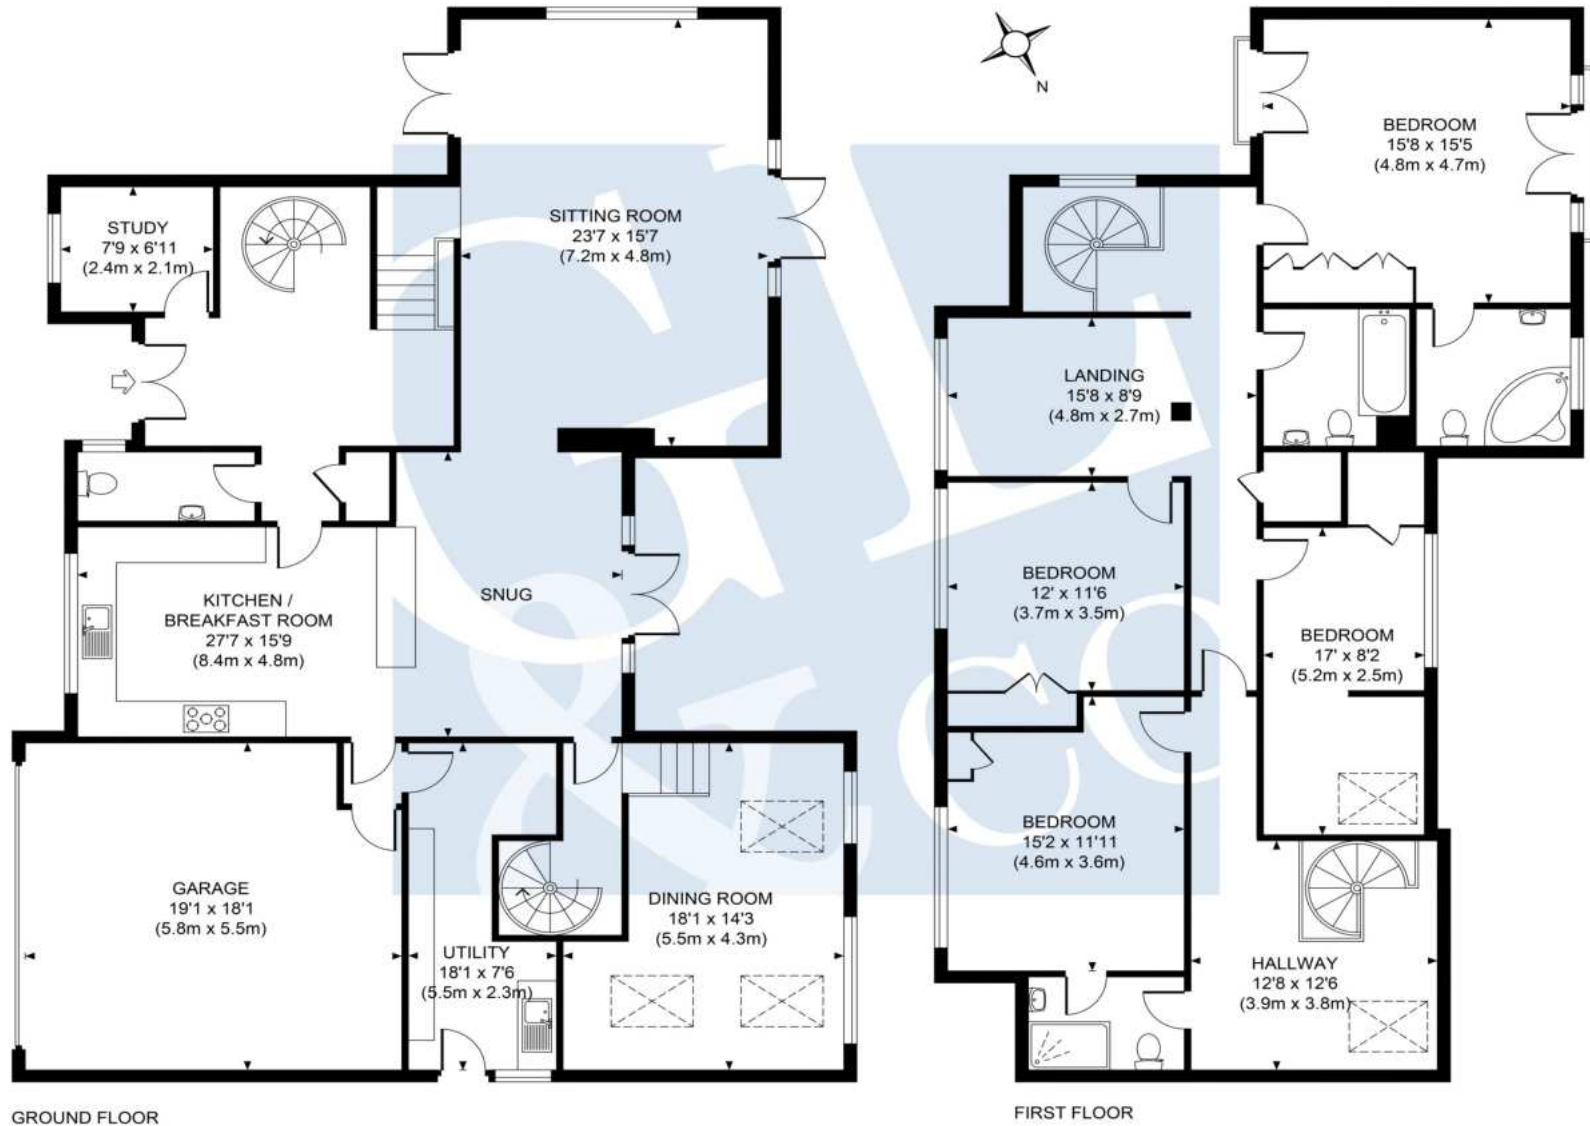 N
SITTING ROOM
23'7 x 15'7
(7.2m x 4.8m)
STUDY
7'9 x 6'11
(2.4m x 2.1m)
KITCHEN /
BREAKFAST ROOM
27'7 x 15'9
(8.4m x 4.8m)
SNUG
GARAGE
19'1 x 18'1
(5.8m x 5.5m)
UTILITY
18'1 x 7'6
(5.5m x 2.3m)
DINING ROOM
18'1 x 14'3
(5.5m x 4.3m)
GROUND FLOOR
BEDROOM
15'8 x 15'5
(4.8m x 4.7m)
LANDING
15'8 x 8'9
(4.8m x 2.7m)
BEDROOM
12' x 11'6
(3.7m x 3.5m)
BEDROOM
17' x 8'2
(5.2m x 2.5m)
BEDROOM
15'2 x 11'11
(4.6m x 3.6m)
HALLWAY
12'8 x 12'6
(3.9m x 3.8m)
FIRST FLOOR
GL
& CO